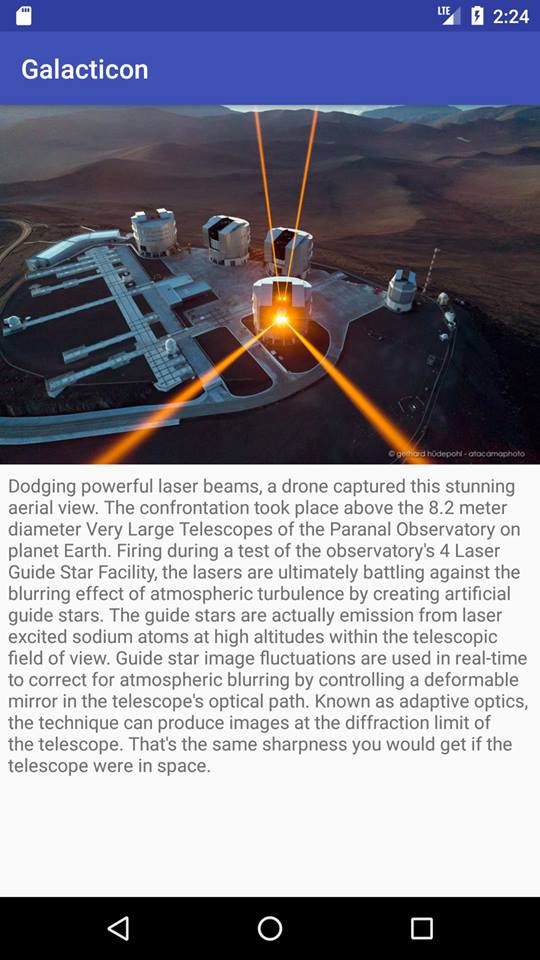 LTE 2:24
Galacticon
© gerhard hüdepohl - atacamaphoto
Dodging powerful laser beams, a drone captured this stunning
aerial view. The confrontation took place above the 8.2 meter
diameter Very Large Telescopes of the Paranal Observatory on
planet Earth. Firing during a test of the observatory's 4 Laser
Guide Star Facility, the lasers are ultimately battling against the
blurring effect of atmospheric turbulence by creating artificial
guide stars. The guide stars are actually emission from laser
excited sodium atoms at high altitudes within the telescopic
field of view. Guide star image fluctuations are used in real-time
to correct for atmospheric blurring by controlling a deformable
mirror in the telescope's optical path. Known as adaptive optics,
the technique can produce images at the diffraction limit of
the telescope. That's the same sharpness you would get if the
telescope were in space.